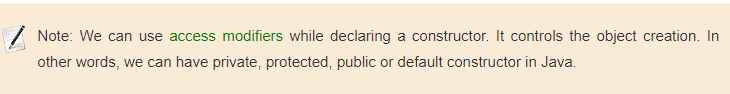 Note: We can use access modifiers while declaring a constructor. It controls the object creation. In
other words, we can have private, protected, public or default constructor in Java.